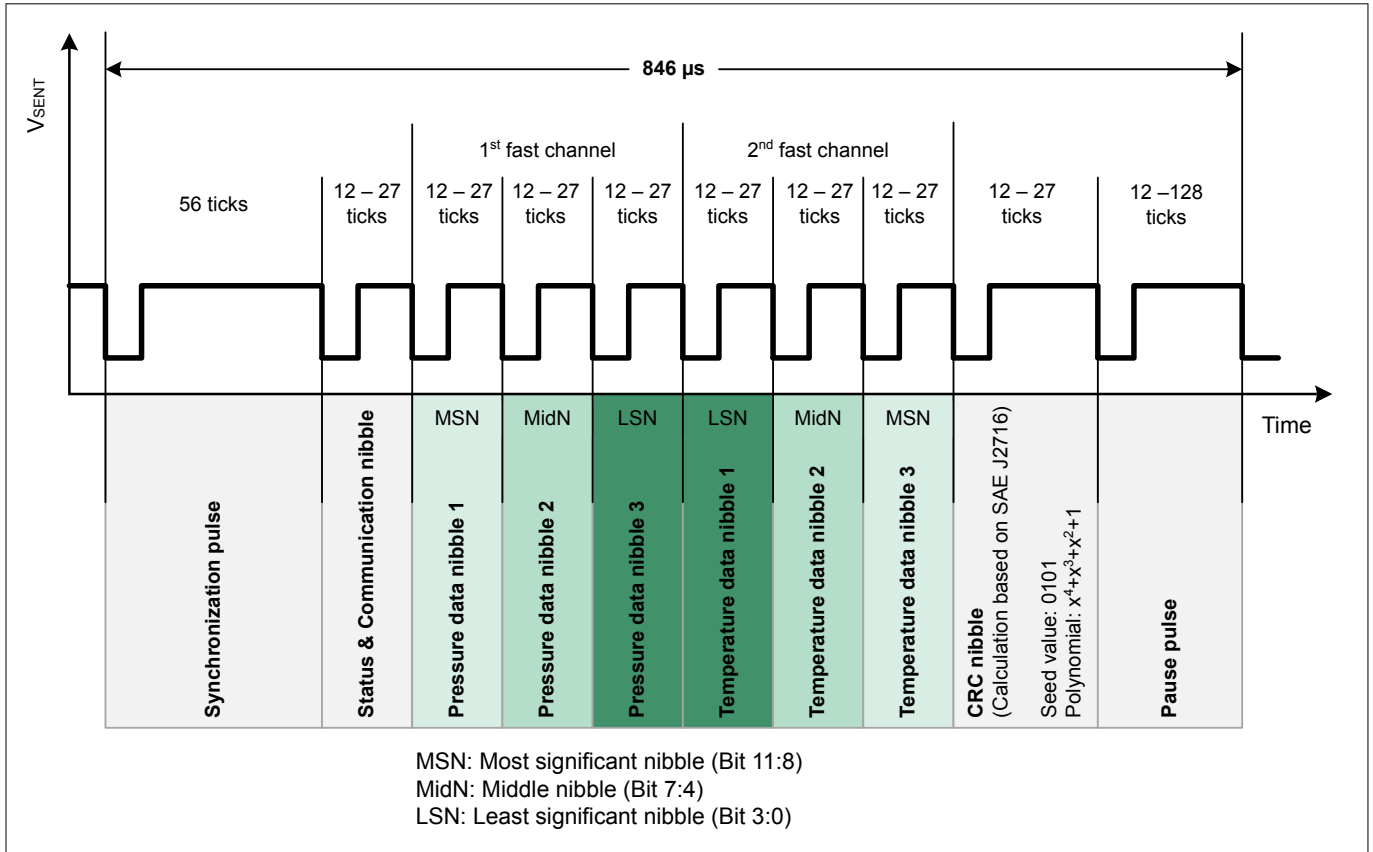 846 µs
VSENT
1st fast channel
2nd fast channel
56 ticks
12 – 27
ticks
12 – 27
ticks
12 – 27
ticks
12 – 27
ticks
12 – 27
ticks
12 – 27
ticks
12 – 27
ticks
12 – 27
ticks
12 –128
ticks
Time
MSN
MidN
LSN
LSN
MidN
MSN
Synchronization pulse
Status & Communication nibble
Pressure data nibble 1
Pressure data nibble 2
Pressure data nibble 3
Temperature data nibble 1
Temperature data nibble 2
Temperature data nibble 3
CRC nibble
(Calculation based on SAE J2716)
Seed value: 0101
Polynomial: x⁴+x³+x²+1
Pause pulse
MSN: Most significant nibble (Bit 11:8)
MidN: Middle nibble (Bit 7:4)
LSN: Least significant nibble (Bit 3:0)